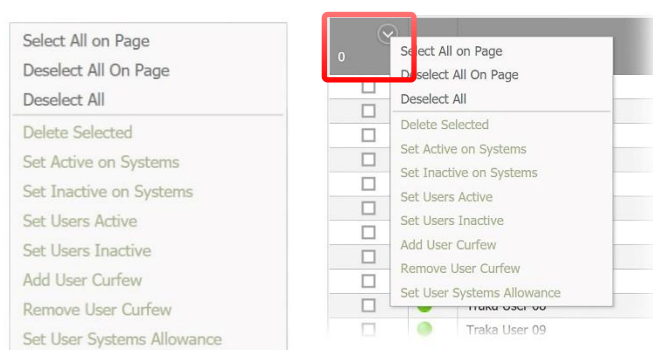 Select All on Page
Deselect All On Page
Deselect All
Delete Selected
Set Active on Systems
Set Inactive on Systems
Set Users Active
Set Users Inactive
Add User Curfew
Remove User Curfew
Set User Systems Allowance
0
Select All on Page
Deselect All On Page
Deselect All
Delete Selected
Set Active on Systems
Set Inactive on Systems
Set Users Active
Set Users Inactive
Add User Curfew
Remove User Curfew
Set User Systems Allowance
Traka User 08
Traka User 09